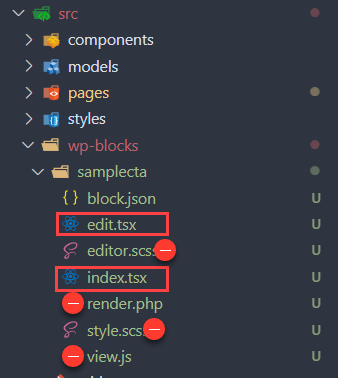 src
components
models
pages
styles
wp-blocks
samplecta
{} block.json U
edit.tsx U
editor.scss U
index.tsx U
render.php U
style.scss U
view.js U